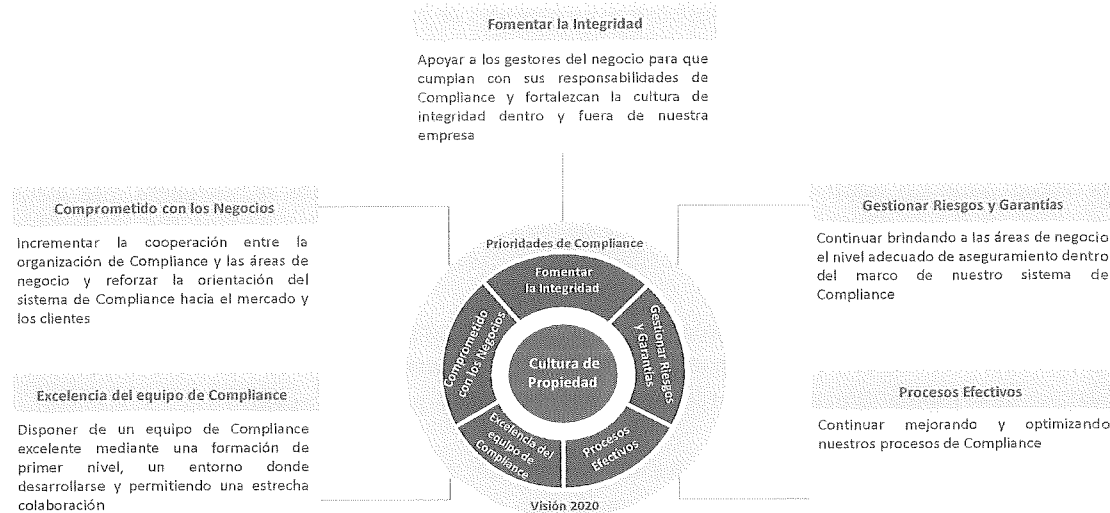 Fomentar la Integridad
Apoyar a los gestores del negocio para que
cumplan con sus responsabilidades de
Compliance y fortalezcan la cultura de
integridad dentro y fuera de nuestra
empresa
Comprometido con los Negocios
Incrementar la cooperación entre la
organización de Compliance y las áreas de
negocio y reforzar la orientación del
sistema de Compliance hacia el mercado y
los clientes
Gestionar Riesgos y Garantías
Continuar brindando a las áreas de negocio
el nivel adecuado de aseguramiento dentro
del marco de nuestro sistema de
Compliance
Prioridades de Compliance
Fomentar
la Integridad
Comprometido
con los Negocios
Gestionar Riesgos
y Garantías
Cultura de
Propiedad
Excelencia del
equipo de
Compliance
Procesos
Efectivos
Visión 2020
Excelencia del equipo de Compliance
Disponer de un equipo de Compliance
excelente mediante una formación de
primer nivel, un entorno donde
desarrollarse y permitiendo una estrecha
colaboración
Procesos Efectivos
Continuar mejorando y optimizando
nuestros procesos de Compliance